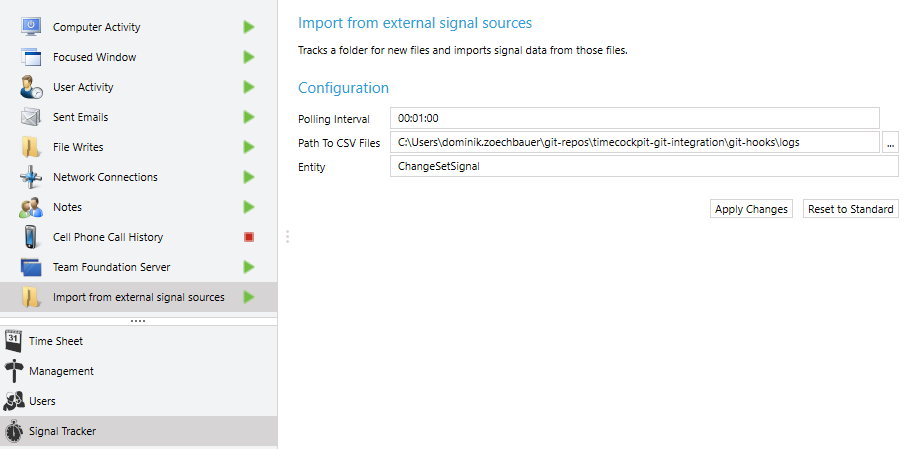 Computer Activity
Focused Window
User Activity
Sent Emails
File Writes
Network Connections
Notes
Cell Phone Call History
Team Foundation Server
Import from external signal sources
31
Time Sheet
Management
Users
Signal Tracker
Import from external signal sources
Tracks a folder for new files and imports signal data from those files.
Configuration
Polling Interval 00:01:00
Path To CSV Files C:\Users\dominik.zoechbauer\git-repos\timecockpit-git-integration\git-hooks\logs ...
Entity ChangeSetSignal
Apply Changes Reset to Standard